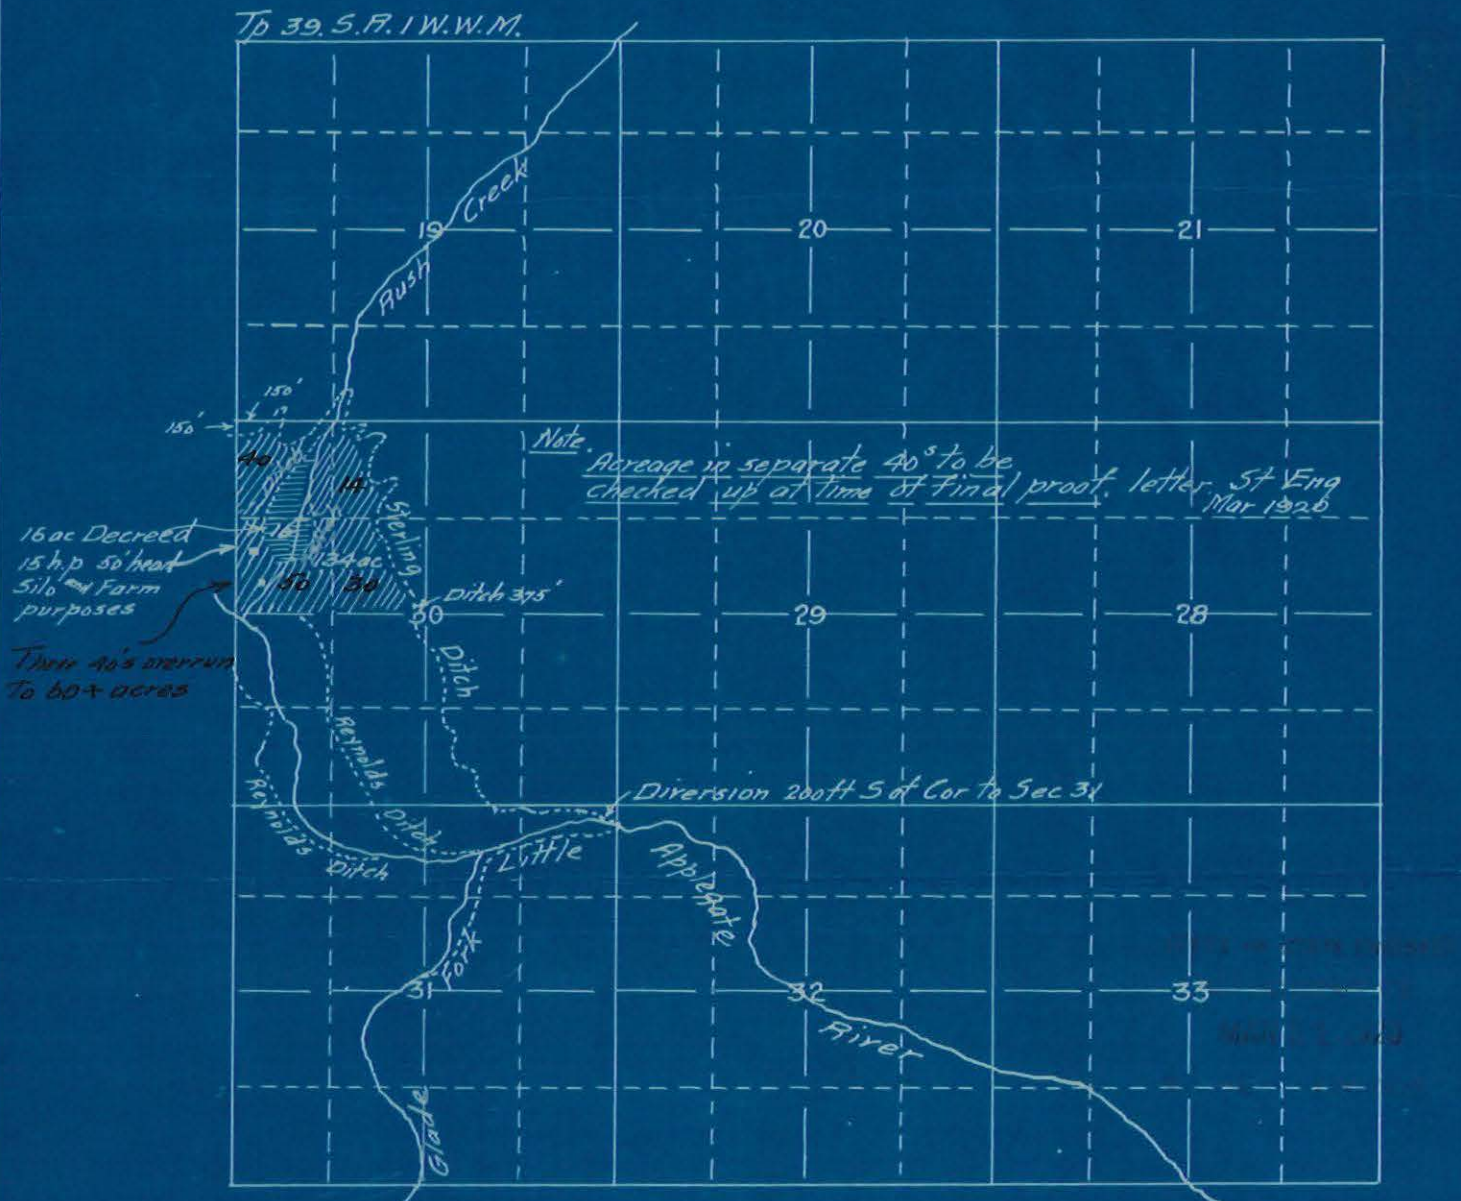 Tp 39. S. R. 1 W. W. M.
19
20
21
Rush Creek
150'
150'
Note.
Acreage in separate 40s to be
checked up at time of final proof. letter St Eng
Mar 1926
40
14
16
34 ac
50
30
Sterling
Ditch
16 ac Decreed
15 h.p 50' head
Silo and Farm
purposes
40's overrun
To 60+ acres
Ditch 375'
30
29
28
Reynolds
Ditch
Reynolds
Ditch
Diversion 200ft S of Cor to Sec 31
Little
Applegate
River
Fork
Glade
31
32
33